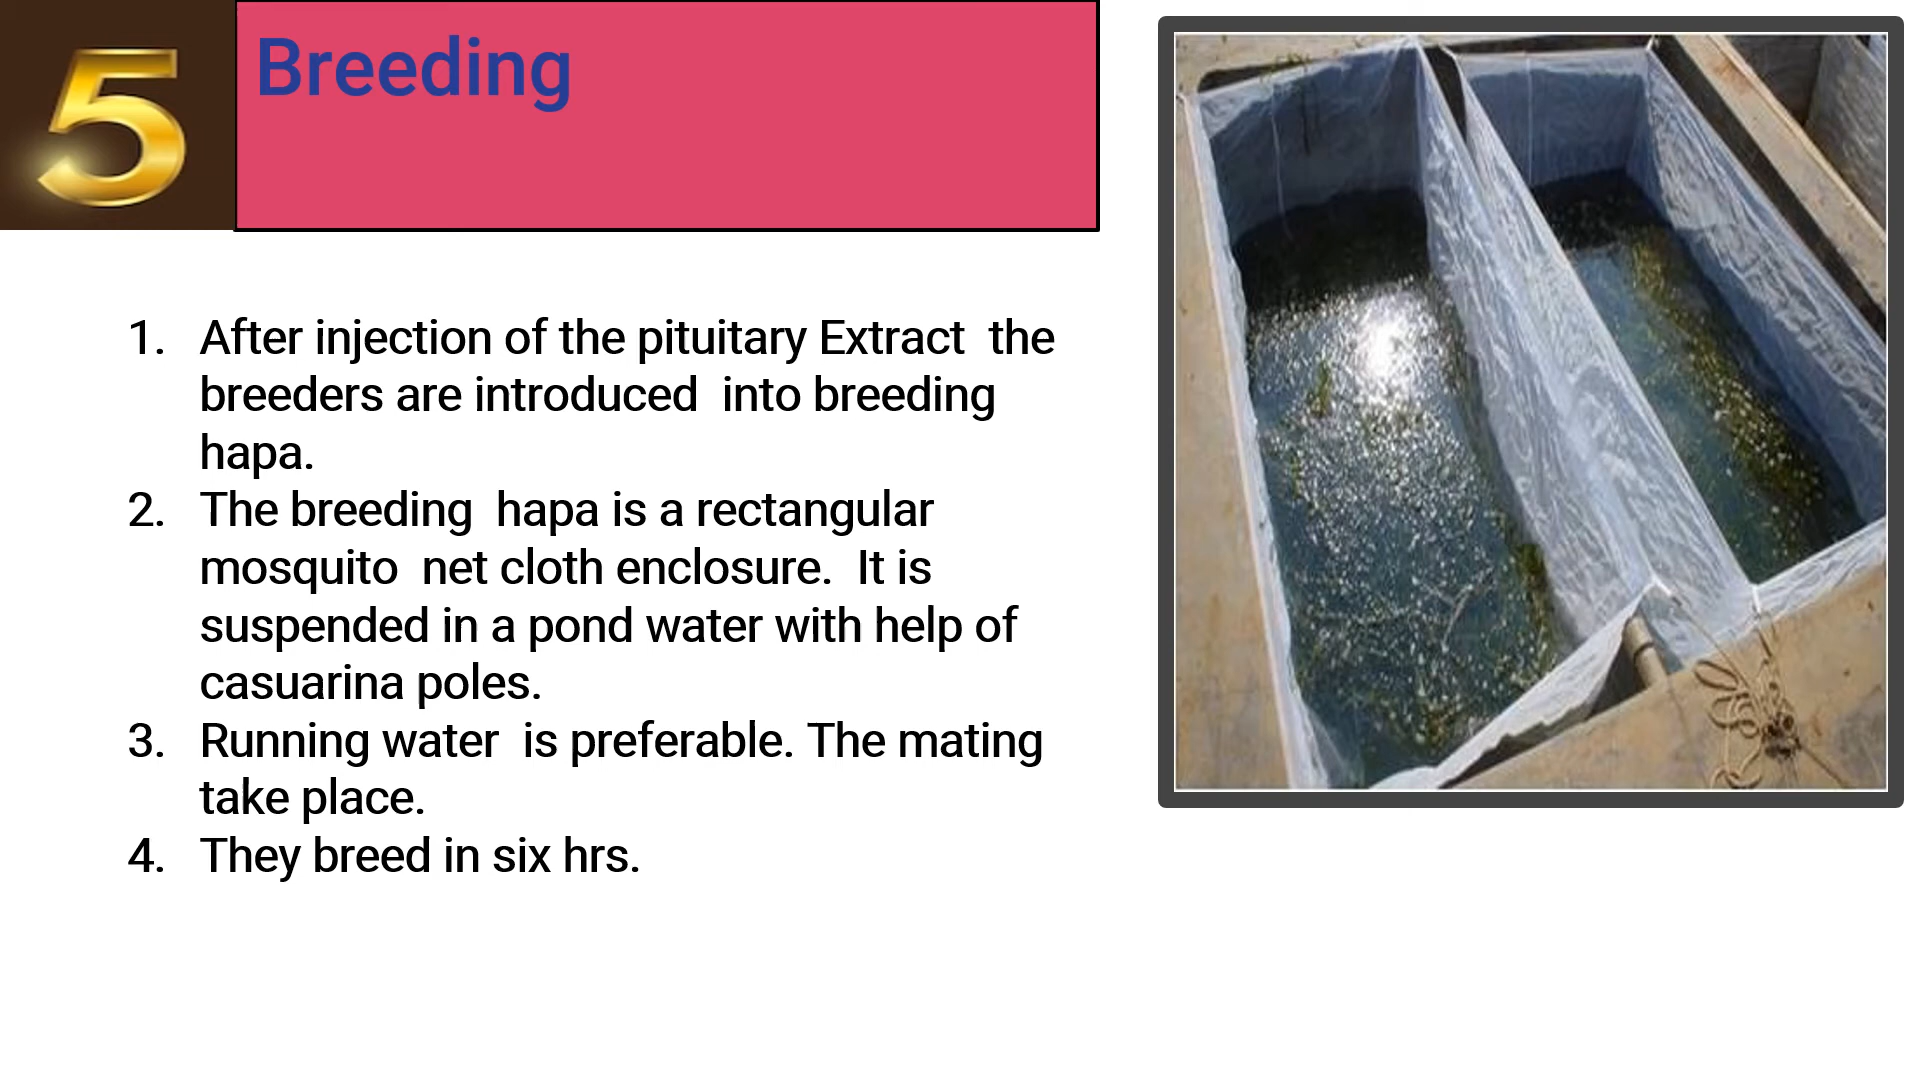 5
Breeding
1. After injection of the pituitary Extract  the
breeders are introduced  into breeding
hapa.
2. The breeding  hapa is a rectangular
mosquito  net cloth enclosure.  It is
suspended in a pond water with help of
casuarina poles.
3. Running water  is preferable. The mating
take place.
4. They breed in six hrs.